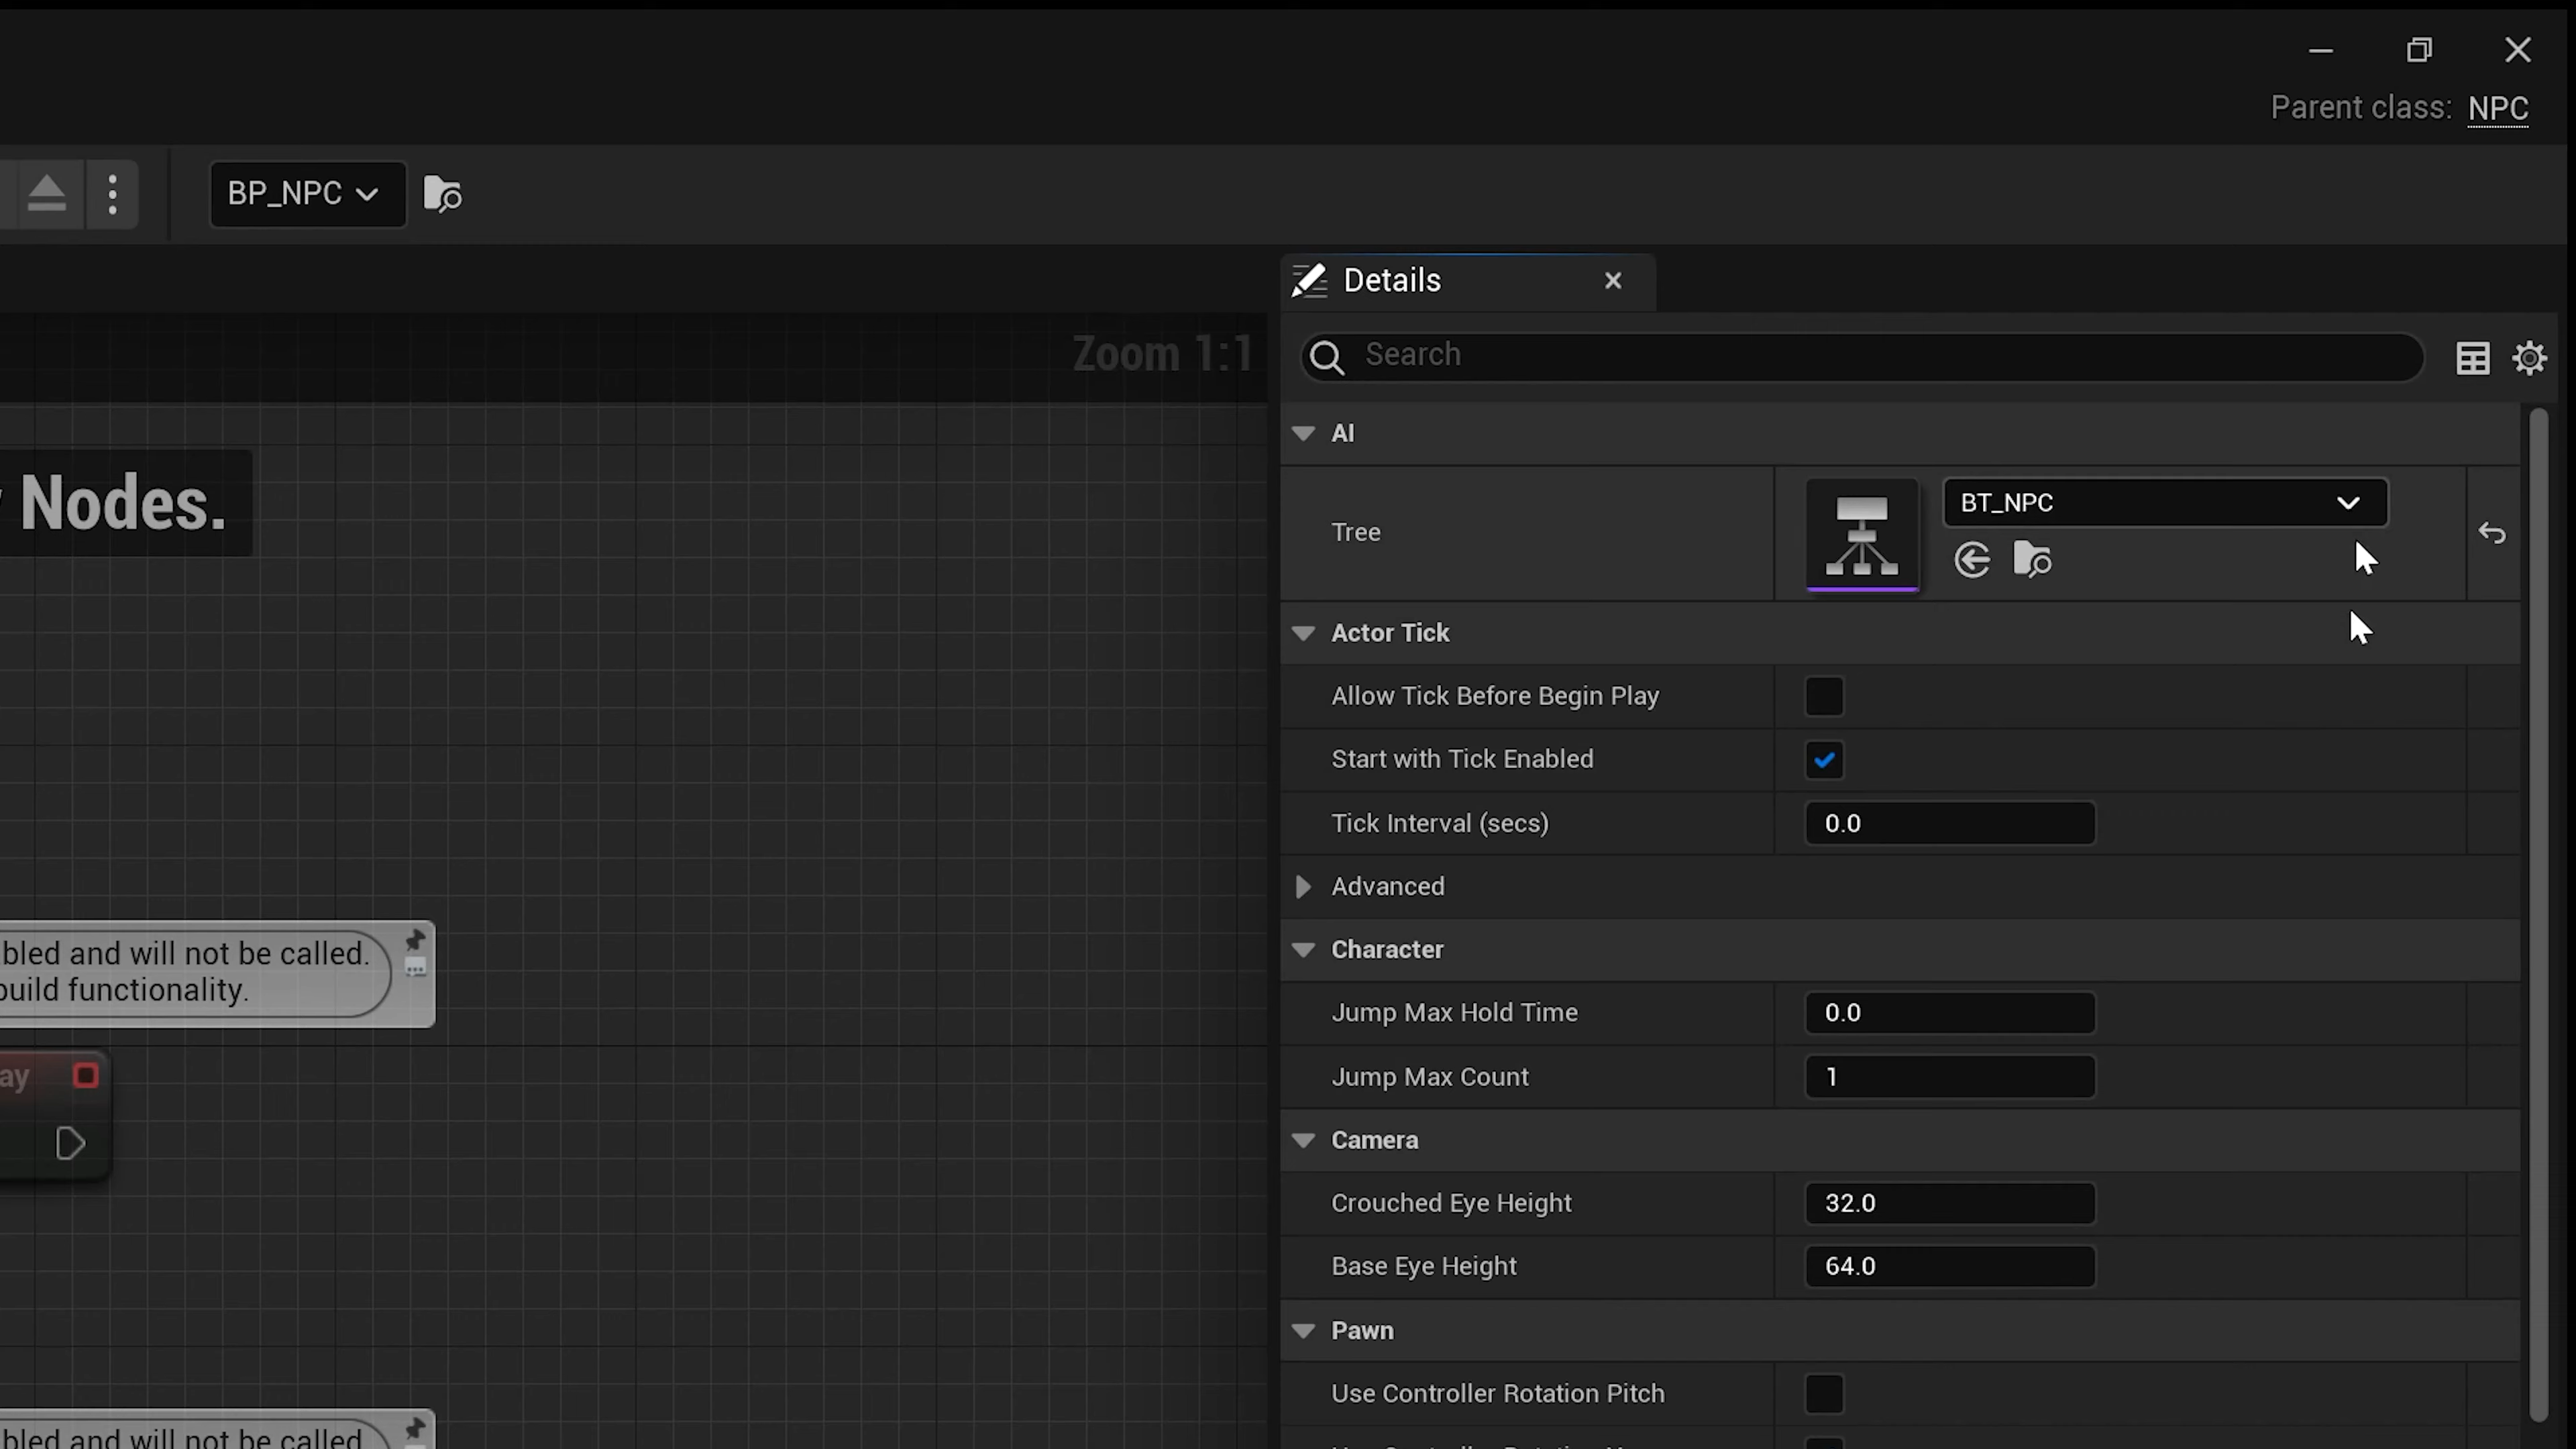 Parent class: NPC
BP_NPC
Details
Zoom 1:1
Search
AI
Nodes.
Tree
BT_NPC
Actor Tick
Allow Tick Before Begin Play
Start with Tick Enabled
Tick Interval (secs)
0.0
Advanced
bled and will not be called.
build functionality.
Character
Jump Max Hold Time
0.0
ay
Jump Max Count
1
Camera
Crouched Eye Height
32.0
Base Eye Height
64.0
Pawn
Use Controller Rotation Pitch
bled and will not be called